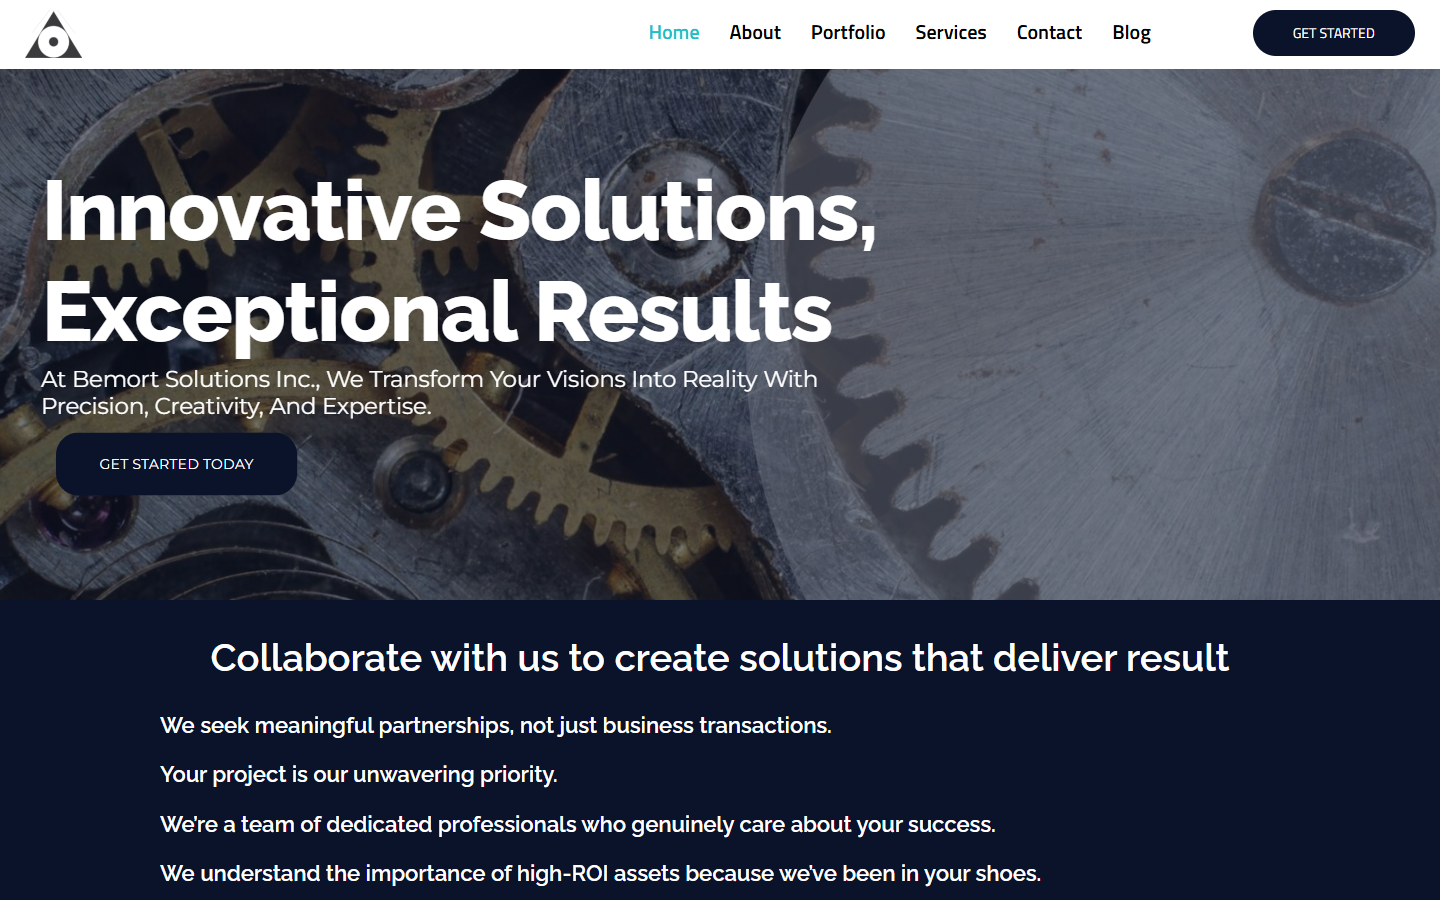 Home About Portfolio Services Contact Blog GET STARTED
Innovative Solutions,
Exceptional Results
At Bemort Solutions Inc., We Transform Your Visions Into Reality With
Precision, Creativity, And Expertise.
GET STARTED TODAY
Collaborate with us to create solutions that deliver result
We seek meaningful partnerships, not just business transactions.
Your project is our unwavering priority.
We're a team of dedicated professionals who genuinely care about your success.
We understand the importance of high-ROI assets because we've been in your shoes.